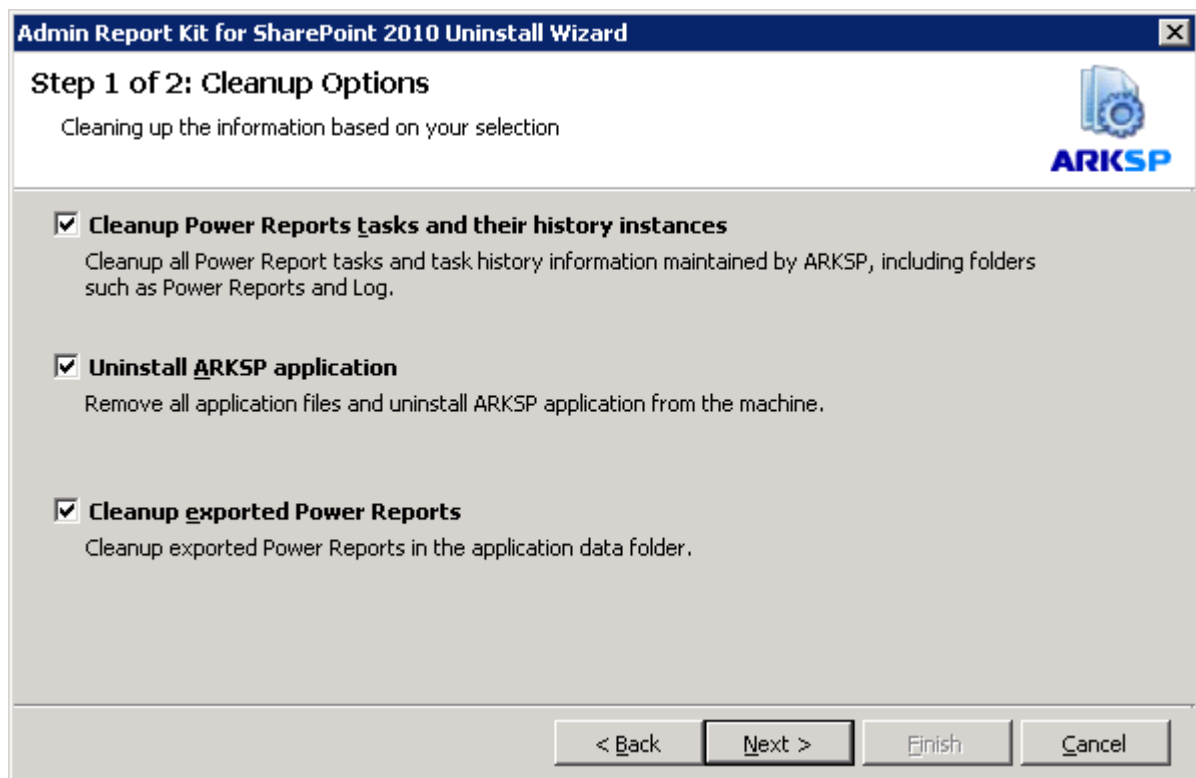 Admin Report Kit for SharePoint 2010 Uninstall Wizard
Step 1 of 2: Cleanup Options
Cleaning up the information based on your selection
ARKSP
Cleanup Power Reports tasks and their history instances
Cleanup all Power Report tasks and task history information maintained by ARKSP, including folders
such as Power Reports and Log.
Uninstall ARKSP application
Remove all application files and uninstall ARKSP application from the machine.
Cleanup exported Power Reports
Cleanup exported Power Reports in the application data folder.
< Back Next > Finish Cancel